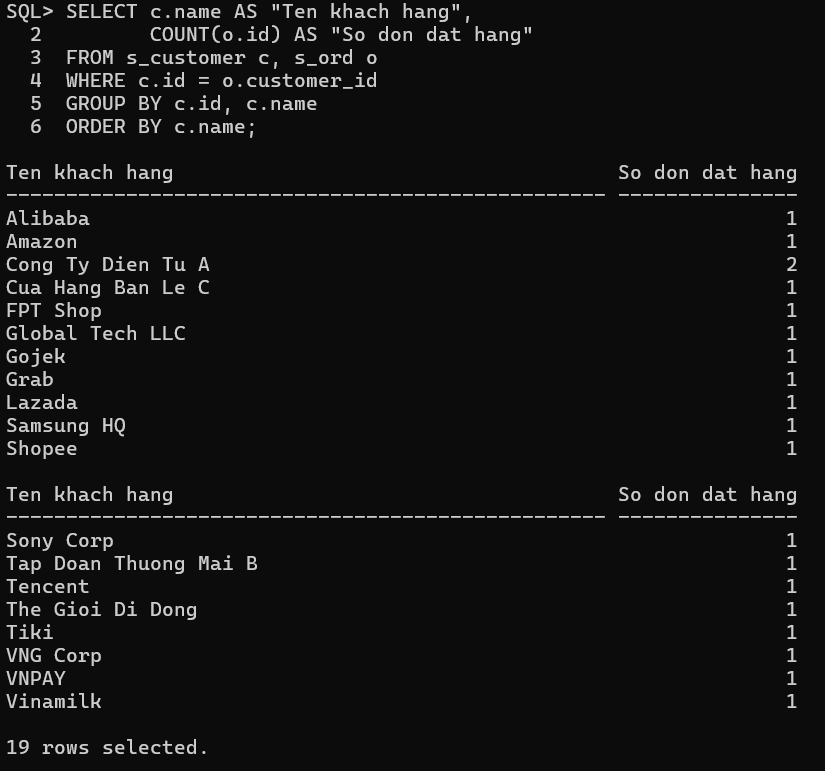 SQL> SELECT c.name AS "Ten khach hang",
  2         COUNT(o.id) AS "So don dat hang"
  3  FROM s_customer c, s_ord o
  4  WHERE c.id = o.customer_id
  5  GROUP BY c.id, c.name
  6  ORDER BY c.name;
Ten khach hang                                     So don dat hang
-------------------------------------------------- ---------------
Alibaba                                                          1
Amazon                                                           1
Cong Ty Dien Tu A                                                2
Cua Hang Ban Le C                                                1
FPT Shop                                                         1
Global Tech LLC                                                  1
Gojek                                                            1
Grab                                                             1
Lazada                                                           1
Samsung HQ                                                       1
Shopee                                                           1
Ten khach hang                                     So don dat hang
-------------------------------------------------- ---------------
Sony Corp                                                        1
Tap Doan Thuong Mai B                                            1
Tencent                                                          1
The Gioi Di Dong                                                 1
Tiki                                                             1
VNG Corp                                                         1
VNPAY                                                            1
Vinamilk                                                         1
19 rows selected.